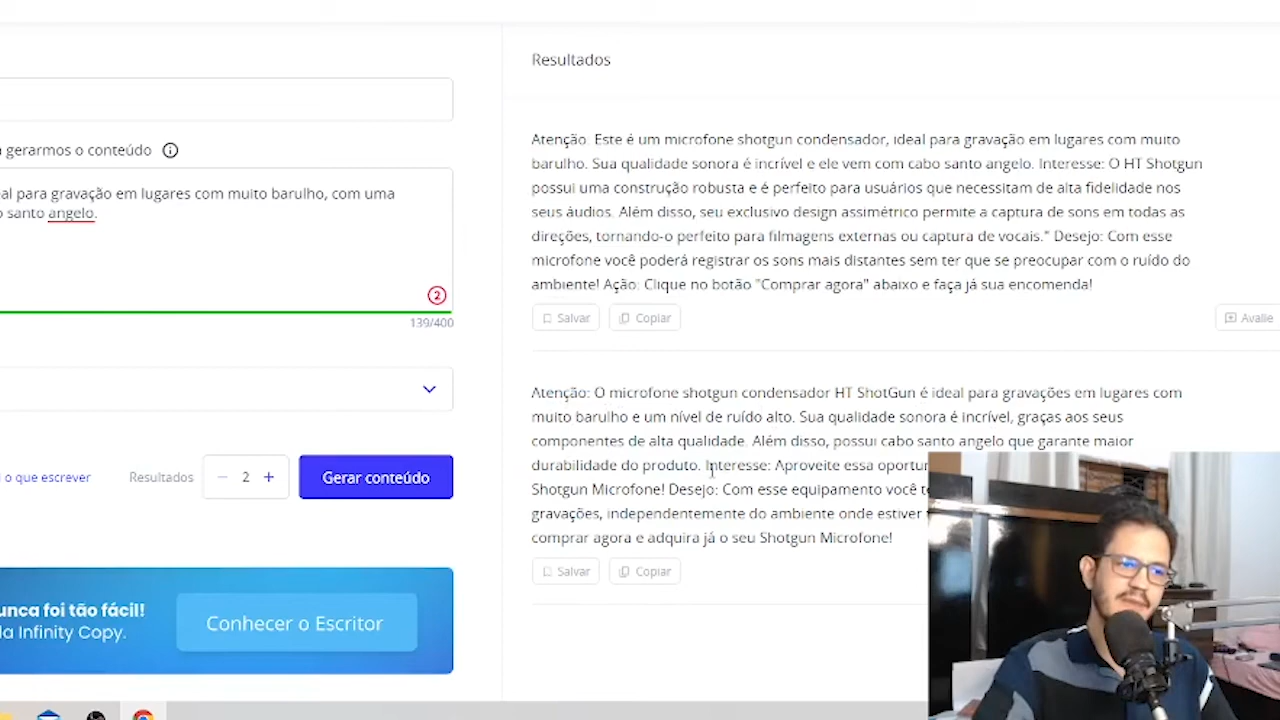 Resultados
a gerarmos o conteúdo
eal para gravação em lugares com muito barulho, com uma
o santo angelo.
2
139/400
o que escrever
Resultados
2
Gerar conteúdo
unca foi tão fácil!
da Infinity Copy.
Conhecer o Escritor
Atenção: Este é um microfone shotgun condensador, ideal para gravação em lugares com muito
barulho. Sua qualidade sonora é incrível e ele vem com cabo santo angelo. Interesse: O HT Shotgun
possui uma construção robusta e é perfeito para usuários que necessitam de alta fidelidade nos
seus áudios. Além disso, seu exclusivo design assimétrico permite a captura de sons em todas as
direções, tornando-o perfeito para filmagens externas ou captura de vocais." Desejo: Com esse
microfone você poderá registrar os sons mais distantes sem ter que se preocupar com o ruído do
ambiente! Ação: Clique no botão "Comprar agora" abaixo e faça já sua encomenda!
Salvar
Copiar
Avalie
Atenção: O microfone shotgun condensador HT ShotGun é ideal para gravações em lugares com
muito barulho e um nível de ruído alto. Sua qualidade sonora é incrível, graças aos seus
componentes de alta qualidade. Além disso, possui cabo santo angelo que garante maior
durabilidade do produto. Interesse: Aproveite essa oportun
Shotgun Microfone! Desejo: Com esse equipamento você te
gravações, independentemente do ambiente onde estiver
comprar agora e adquira já o seu Shotgun Microfone!
Salvar
Copiar